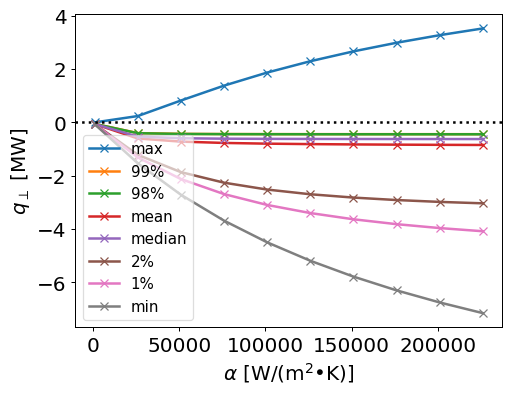 4
2
0
−2
−4
−6
q⊥ [MW]
max
99%
98%
mean
median
2%
1%
min
0 50000 100000 150000 200000
α [W/(m²•K)]